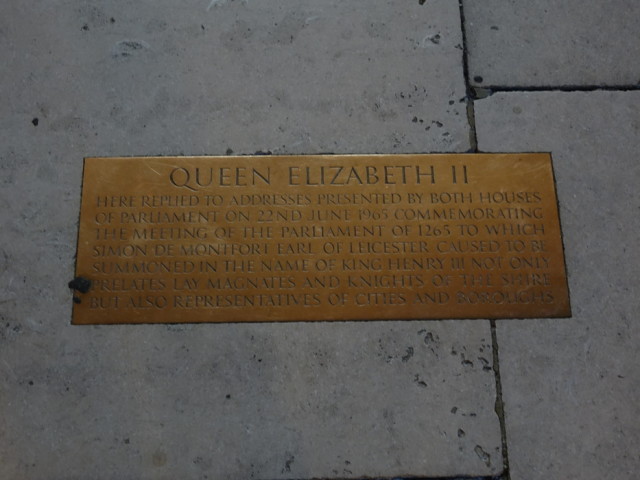 QUEEN ELIZABETH II
HERE REPLIED TO ADDRESSES PRESENTED BY BOTH HOUSES
OF PARLIAMENT ON 22ND JUNE 1965 COMMEMORATING
THE MEETING OF THE PARLIAMENT OF 1265 TO WHICH
SIMON DE MONTFORT EARL OF LEICESTER CAUSED TO BE
SUMMONED IN THE NAME OF KING HENRY III NOT ONLY
PRELATES LAY MAGNATES AND KNIGHTS OF THE SHIRE
BUT ALSO REPRESENTATIVES OF CITIES AND BOROUGHS